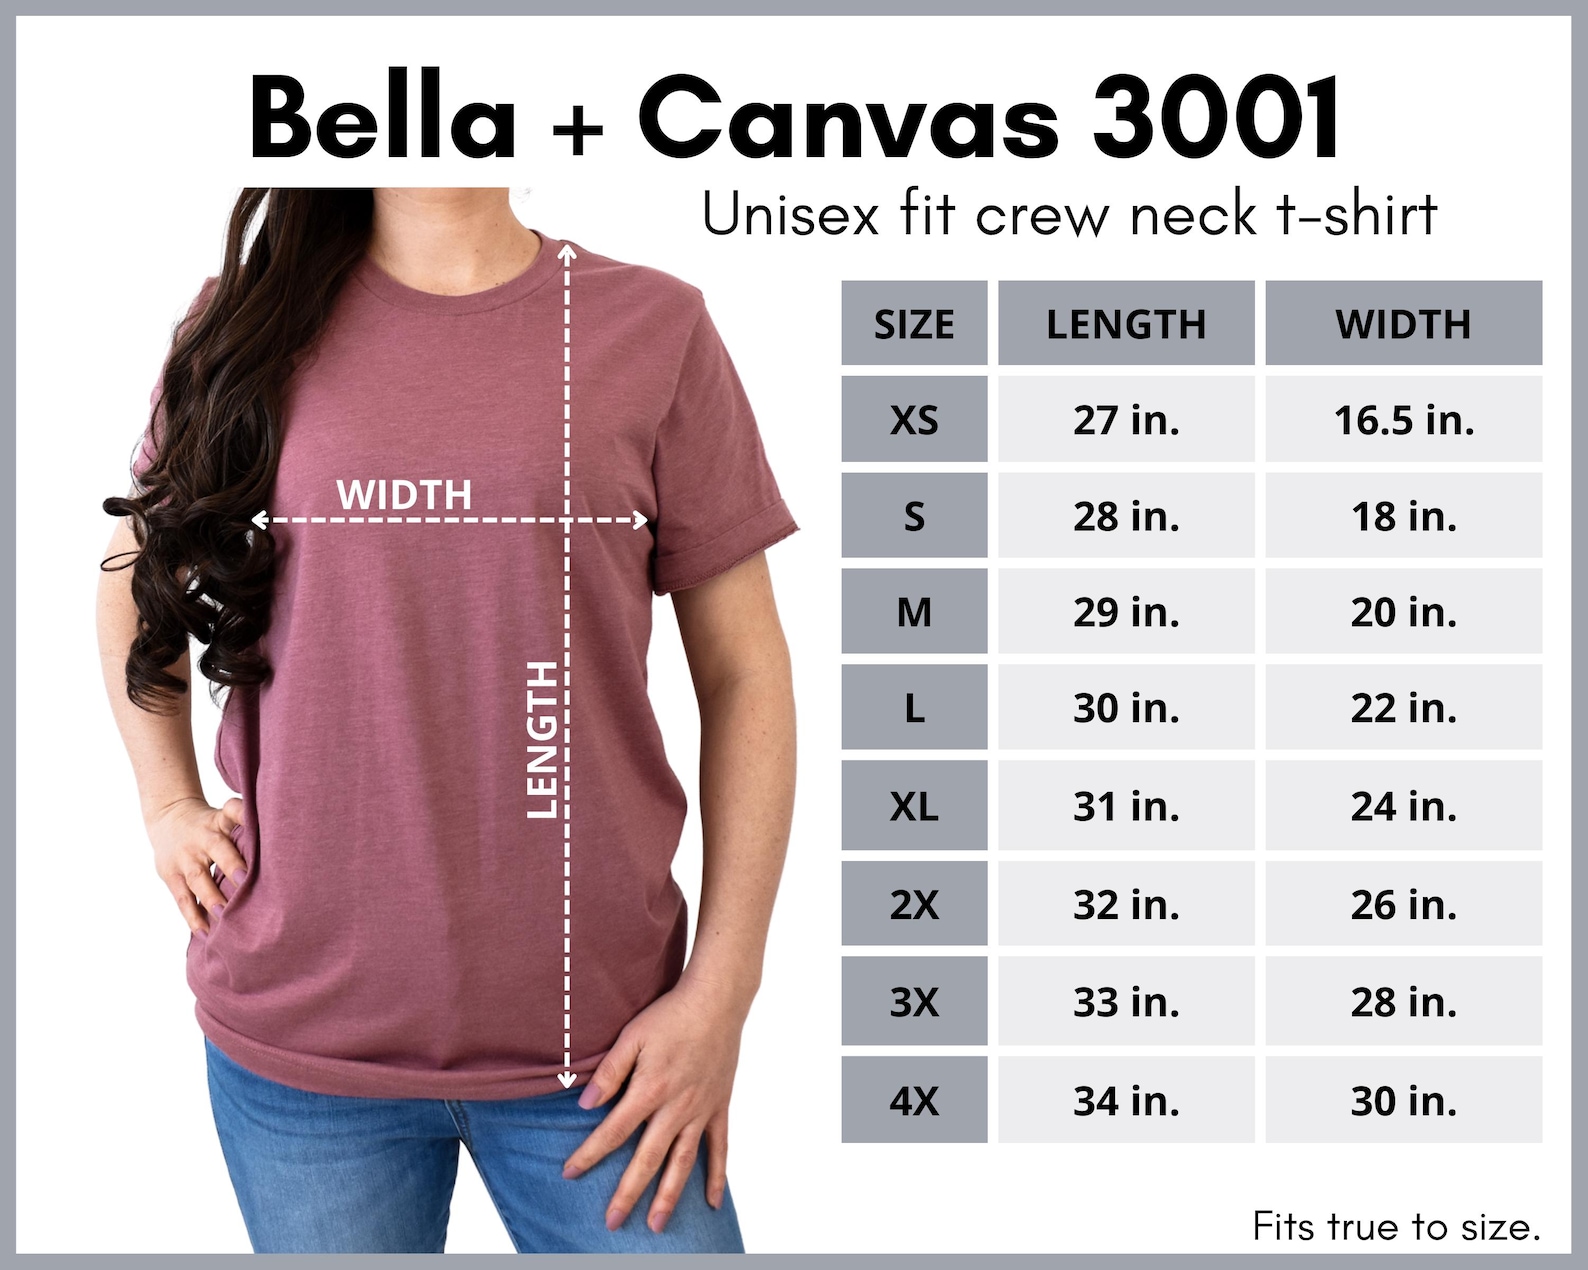 Bella + Canvas 3001
Unisex fit crew neck t-shirt
WIDTH
LENGTH
SIZE LENGTH WIDTH
XS 27 in. 16.5 in.
S 28 in. 18 in.
M 29 in. 20 in.
L 30 in. 22 in.
XL 31 in. 24 in.
2X 32 in. 26 in.
3X 33 in. 28 in.
4X 34 in. 30 in.
Fits true to size.